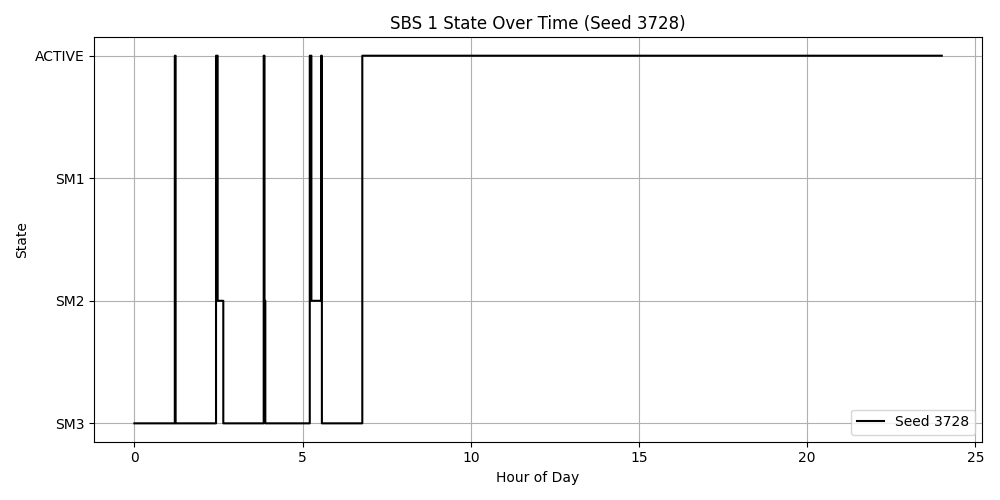 SBS 1 State Over Time (Seed 3728)
ACTIVE
SM1
SM2
SM3
State
0 5 10 15 20 25
Hour of Day
Seed 3728